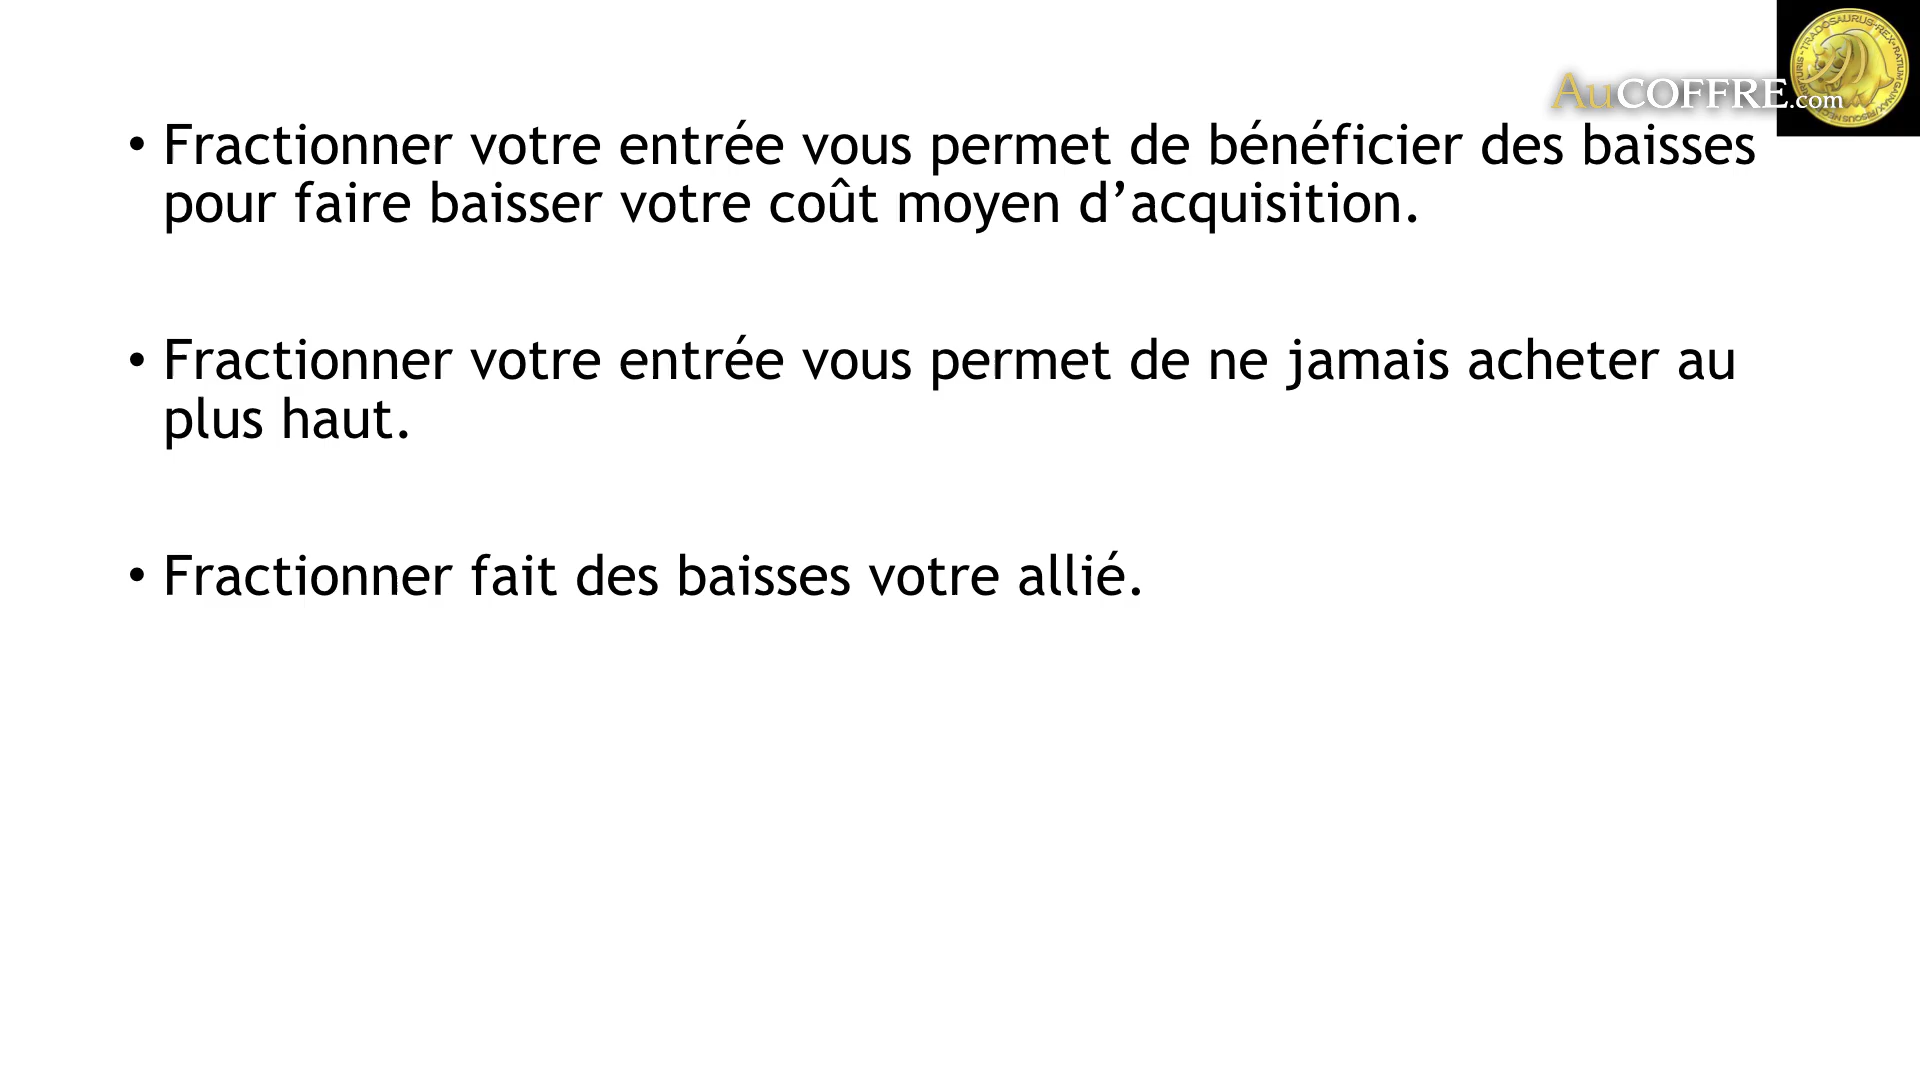 AuCOFFRE.com
• Fractionner votre entrée vous permet de bénéficier des baisses
pour faire baisser votre coût moyen d’acquisition.
• Fractionner votre entrée vous permet de ne jamais acheter au
plus haut.
• Fractionner fait des baisses votre allié.